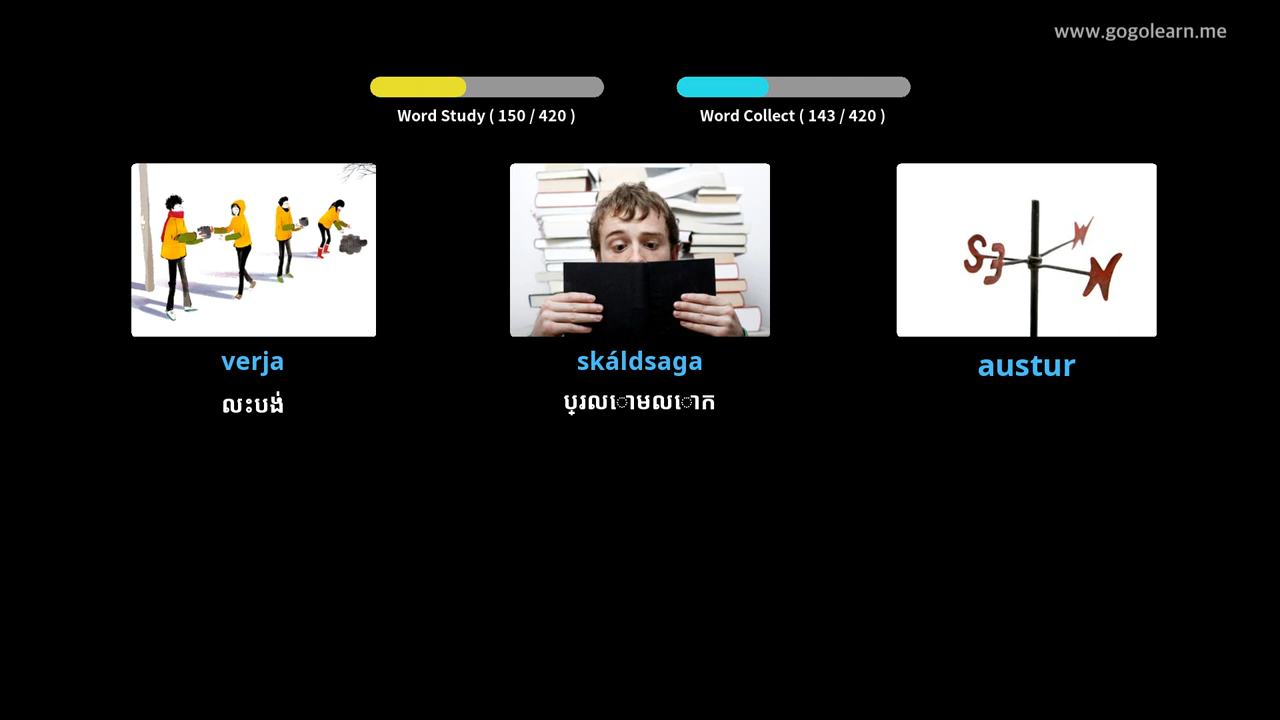 www.gogolearn.me
Word Study ( 150 / 420 )
Word Collect ( 143 / 420 )
verja
skáldsaga
austur
លះបង់
ប្រលោមលោក
S
E
N
W